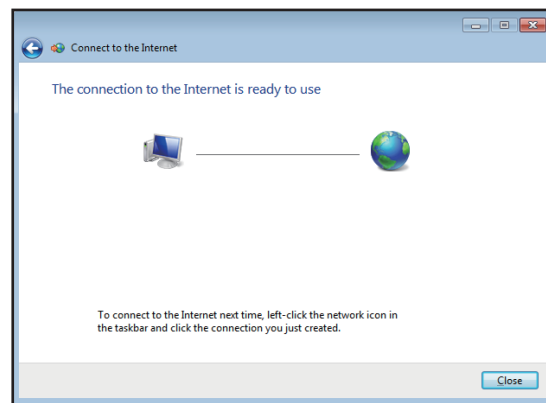 Connect to the Internet
The connection to the Internet is ready to use
To connect to the Internet next time, left-click the network icon in
the taskbar and click the connection you just created.
Close